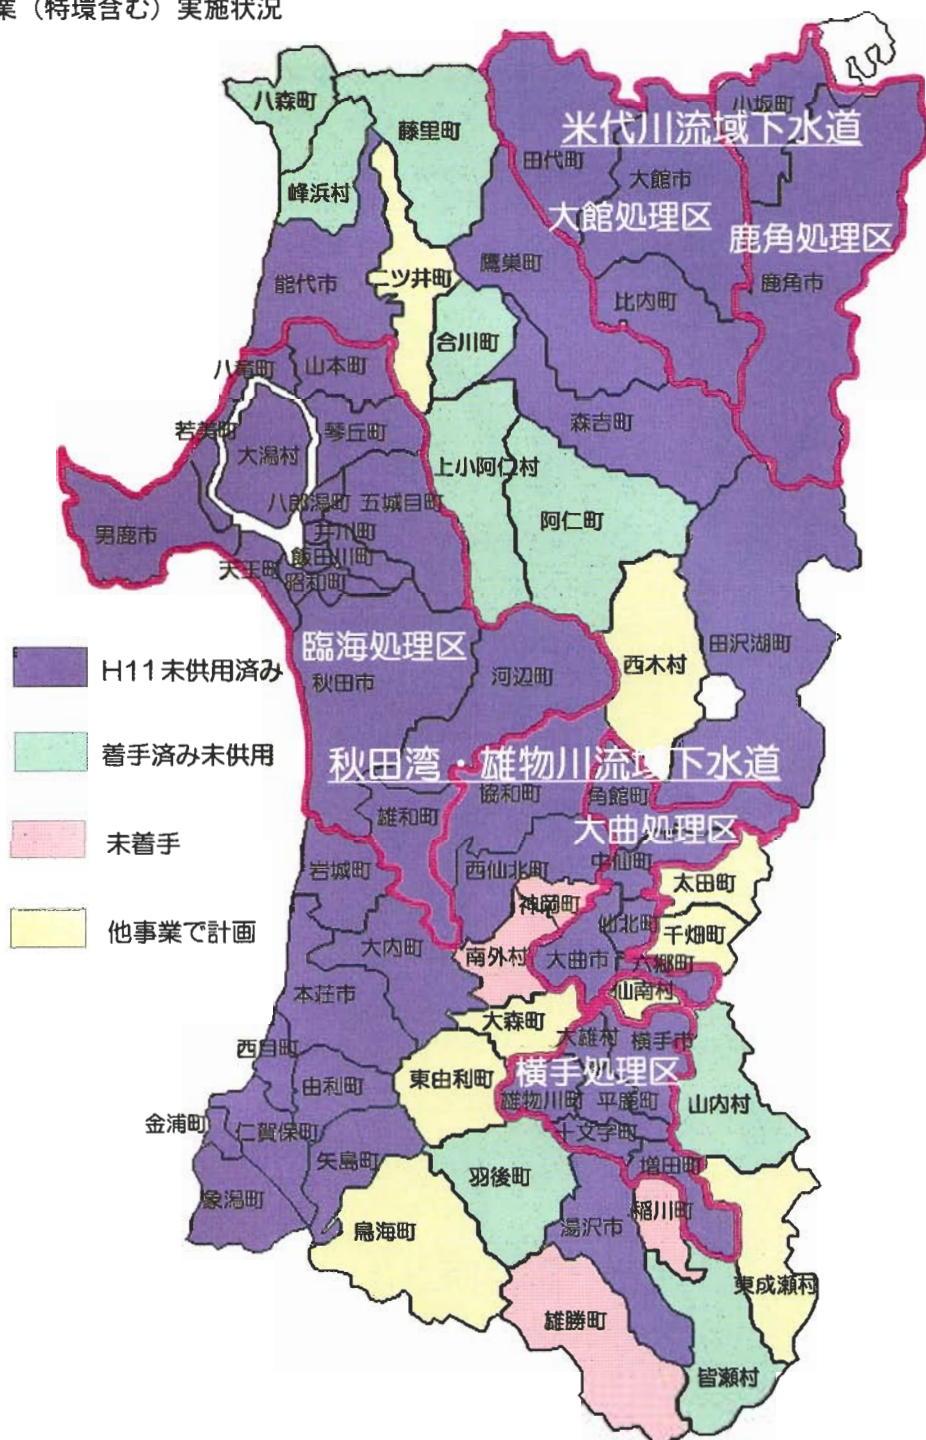 業（特環含む）実施状況
八森町
藤里町
峰浜村
小坂町
米代川流域下水道
田代町
大館市
大館処理区
鹿角処理区
能代市
二ツ井町
鷹巣町
比内町
鹿角市
合川町
八竜町
山本町
若美町
琴丘町
森吉町
大潟村
上小阿仁村
八郎潟町
五城目町
男鹿市
井川町
阿仁町
飯田川町
天王町
昭和町
臨海処理区
秋田市
河辺町
西木村
田沢湖町
H11未供用済み
着手済み未供用
未着手
他事業で計画
秋田湾・雄物川流域下水道
協和町
角館町
雄和町
大曲処理区
岩城町
西仙北町
中仙町
太田町
神岡町
仙北町
千畑町
大内町
南外村
大曲市
六郷町
本荘市
仙南村
大森町
大雄村
横手市
西目町
東由利町
横手処理区
由利町
雄物川町
平鹿町
山内村
金浦町
仁賀保町
十文字町
矢島町
羽後町
増田町
象潟町
鳥海町
湯沢市
稲川町
東成瀬村
雄勝町
皆瀬村